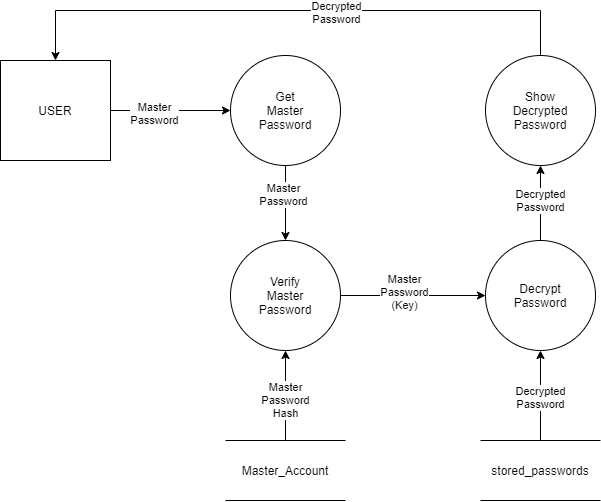 Decrypted
Password
USER
Master
Password
Get
Master
Password
Show
Decrypted
Password
Master
Password
Decrypted
Password
Verify
Master
Password
Master
Password
(Key)
Decrypt
Password
Master
Password
Hash
Decrypted
Password
Master_Account
stored_passwords